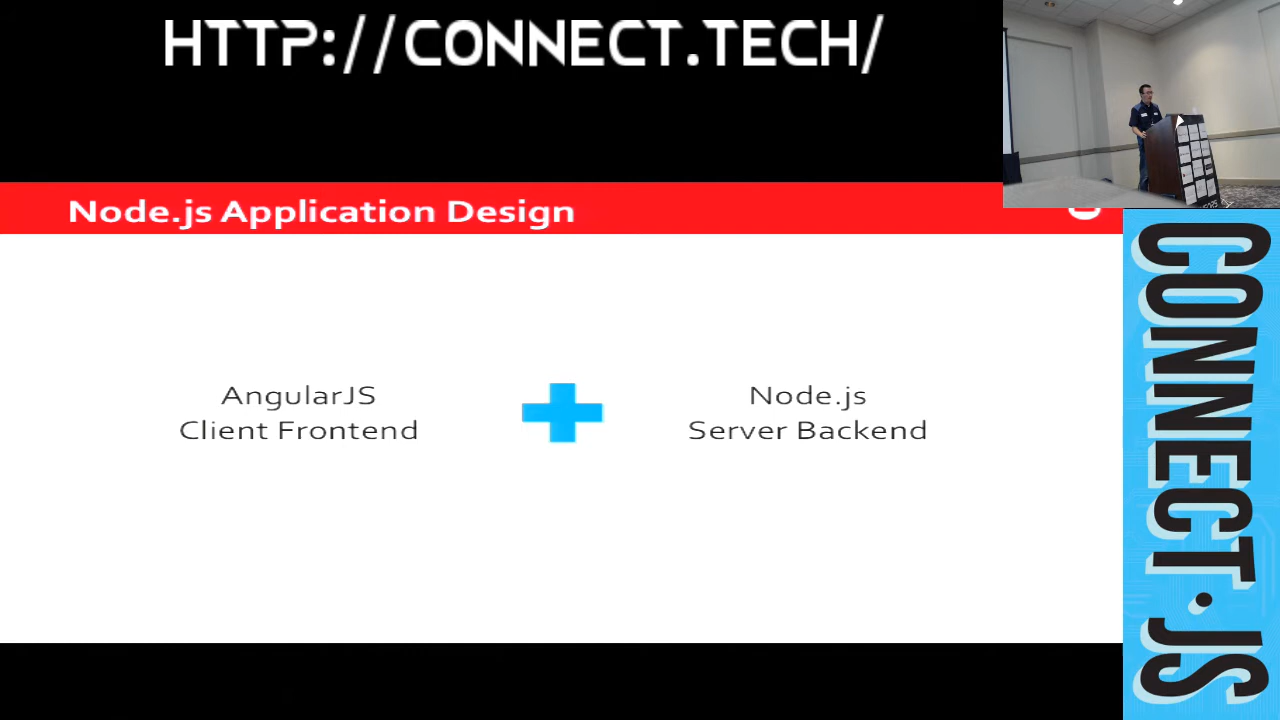 HTTP://CONNECT.TECH/
Node.js Application Design
AngularJS
Client Frontend
Node.js
Server Backend
CONNECT.JS